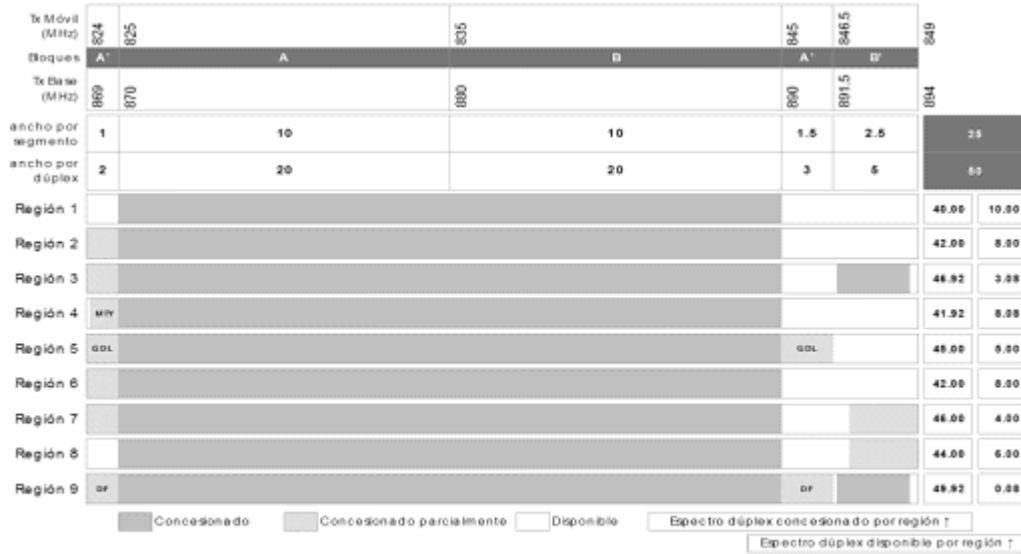 Tx Móvil (MHz) 824 825 835 845 846.5 849
Bloques A' A B A' B'
Tx Base (MHz) 869 870 880 890 891.5 894
ancho por segmento 1 10 10 1.5 2.5 25
ancho por dúplex 2 20 20 3 5 50
Región 1 40.00 10.00
Región 2 42.00 8.00
Región 3 46.92 3.08
Región 4 MTY 41.92 8.08
Región 5 GDL GDL 45.00 5.00
Región 6 42.00 8.00
Región 7 46.00 4.00
Región 8 44.00 6.00
Región 9 DF DF 49.92 0.08
Concesionado Concesionado parcialmente Disponible Espectro dúplex concesionado por región ↑
Espectro dúplex disponible por región ↑